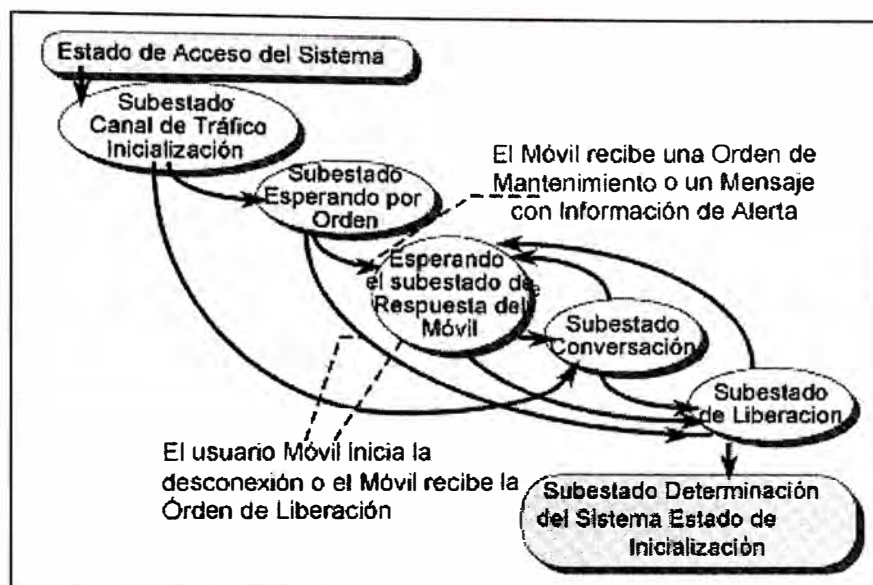 Estado de Acceso del Sistema
Subestado
Canal de Tráfico
Inicialización
Subestado
Esperando por
Orden
El Móvil recibe una Orden de
Mantenimiento o un Mensaje
con Información de Alerta
Esperando
el subestado de
Respuesta del
Móvil
Subestado
Conversación
Subestado
de Liberacion
El usuario Móvil Inicia la
desconexión o el Móvil recibe la
Órden de Liberación
Subestado Determinación
del Sistema Estado de
Inicialización